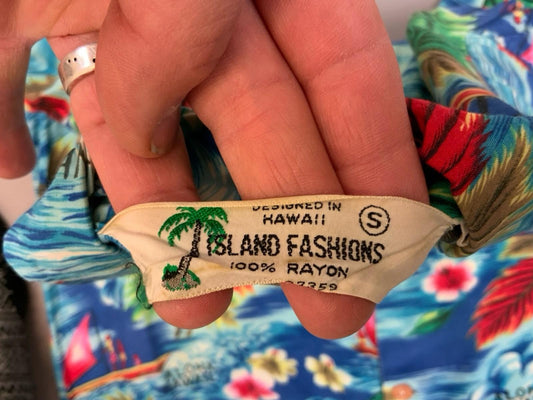 DESIGNED IN
HAWAII
S
ISLAND FASHIONS
100% RAYON